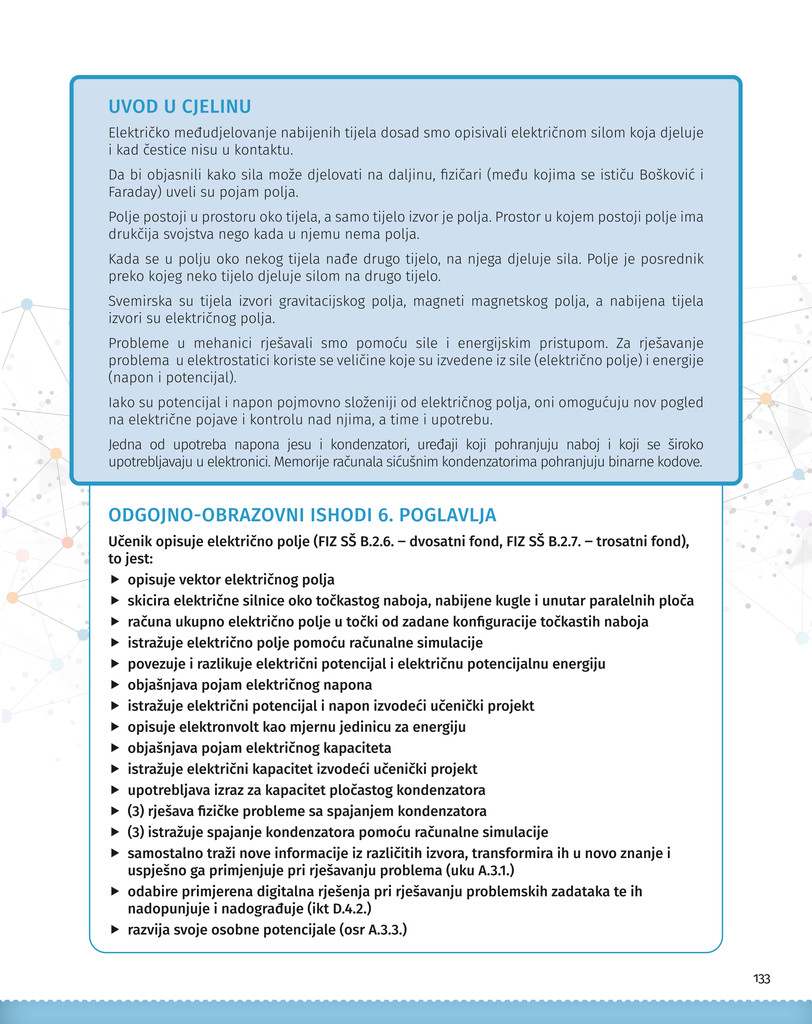 UVOD U CJELINU
Električko međudjelovanje nabijenih tijela dosad smo opisivali električnom silom koja djeluje
i kad čestice nisu u kontaktu.
Da bi objasnili kako sila može djelovati na daljinu, fizičari (među kojima se ističu Bošković i
Faraday) uveli su pojam polja.
Polje postoji u prostoru oko tijela, a samo tijelo izvor je polja. Prostor u kojem postoji polje ima
drukčija svojstva nego kada u njemu nema polja.
Kada se u polju oko nekog tijela nađe drugo tijelo, na njega djeluje sila. Polje je posrednik
preko kojeg neko tijelo djeluje silom na drugo tijelo.
Svemirska su tijela izvori gravitacijskog polja, magneti magnetskog polja, a nabijena tijela
izvori su električnog polja.
Probleme u mehanici rješavali smo pomoću sile i energijskim pristupom. Za rješavanje
problema u elektrostatici koriste se veličine koje su izvedene iz sile (električno polje) i energije
(napon i potencijal).
Iako su potencijal i napon pojmovno složeniji od električnog polja, oni omogućuju nov pogled
na električne pojave i kontrolu nad njima, a time i upotrebu.
Jedna od upotreba napona jesu i kondenzatori, uređaji koji pohranjuju naboj i koji se široko
upotrebljavaju u elektronici. Memorije računala sićušnim kondenzatorima pohranjuju binarne kodove.
ODGOJNO-OBRAZOVNI ISHODI 6. POGLAVLJA
Učenik opisuje električno polje (FIZ SŠ B.2.6. – dvosatni fond, FIZ SŠ B.2.7. – trosatni fond),
to jest:
▶ opisuje vektor električnog polja
▶ skicira električne silnice oko točkastog naboja, nabijene kugle i unutar paralelnih ploča
▶ računa ukupno električno polje u točki od zadane konfiguracije točkastih naboja
▶ istražuje električno polje pomoću računalne simulacije
▶ povezuje i razlikuje električni potencijal i električnu potencijalnu energiju
▶ objašnjava pojam električnog napona
▶ istražuje električni potencijal i napon izvodeći učenički projekt
▶ opisuje elektronvolt kao mjernu jedinicu za energiju
▶ objašnjava pojam električnog kapaciteta
▶ istražuje električni kapacitet izvodeći učenički projekt
▶ upotrebljava izraz za kapacitet pločastog kondenzatora
▶ (3) rješava fizičke probleme sa spajanjem kondenzatora
▶ (3) istražuje spajanje kondenzatora pomoću računalne simulacije
▶ samostalno traži nove informacije iz različitih izvora, transformira ih u novo znanje i
uspješno ga primjenjuje pri rješavanju problema (uku A.3.1.)
▶ odabire primjerena digitalna rješenja pri rješavanju problemskih zadataka te ih
nadopunjuje i nadograđuje (ikt D.4.2.)
▶ razvija svoje osobne potencijale (osr A.3.3.)
133